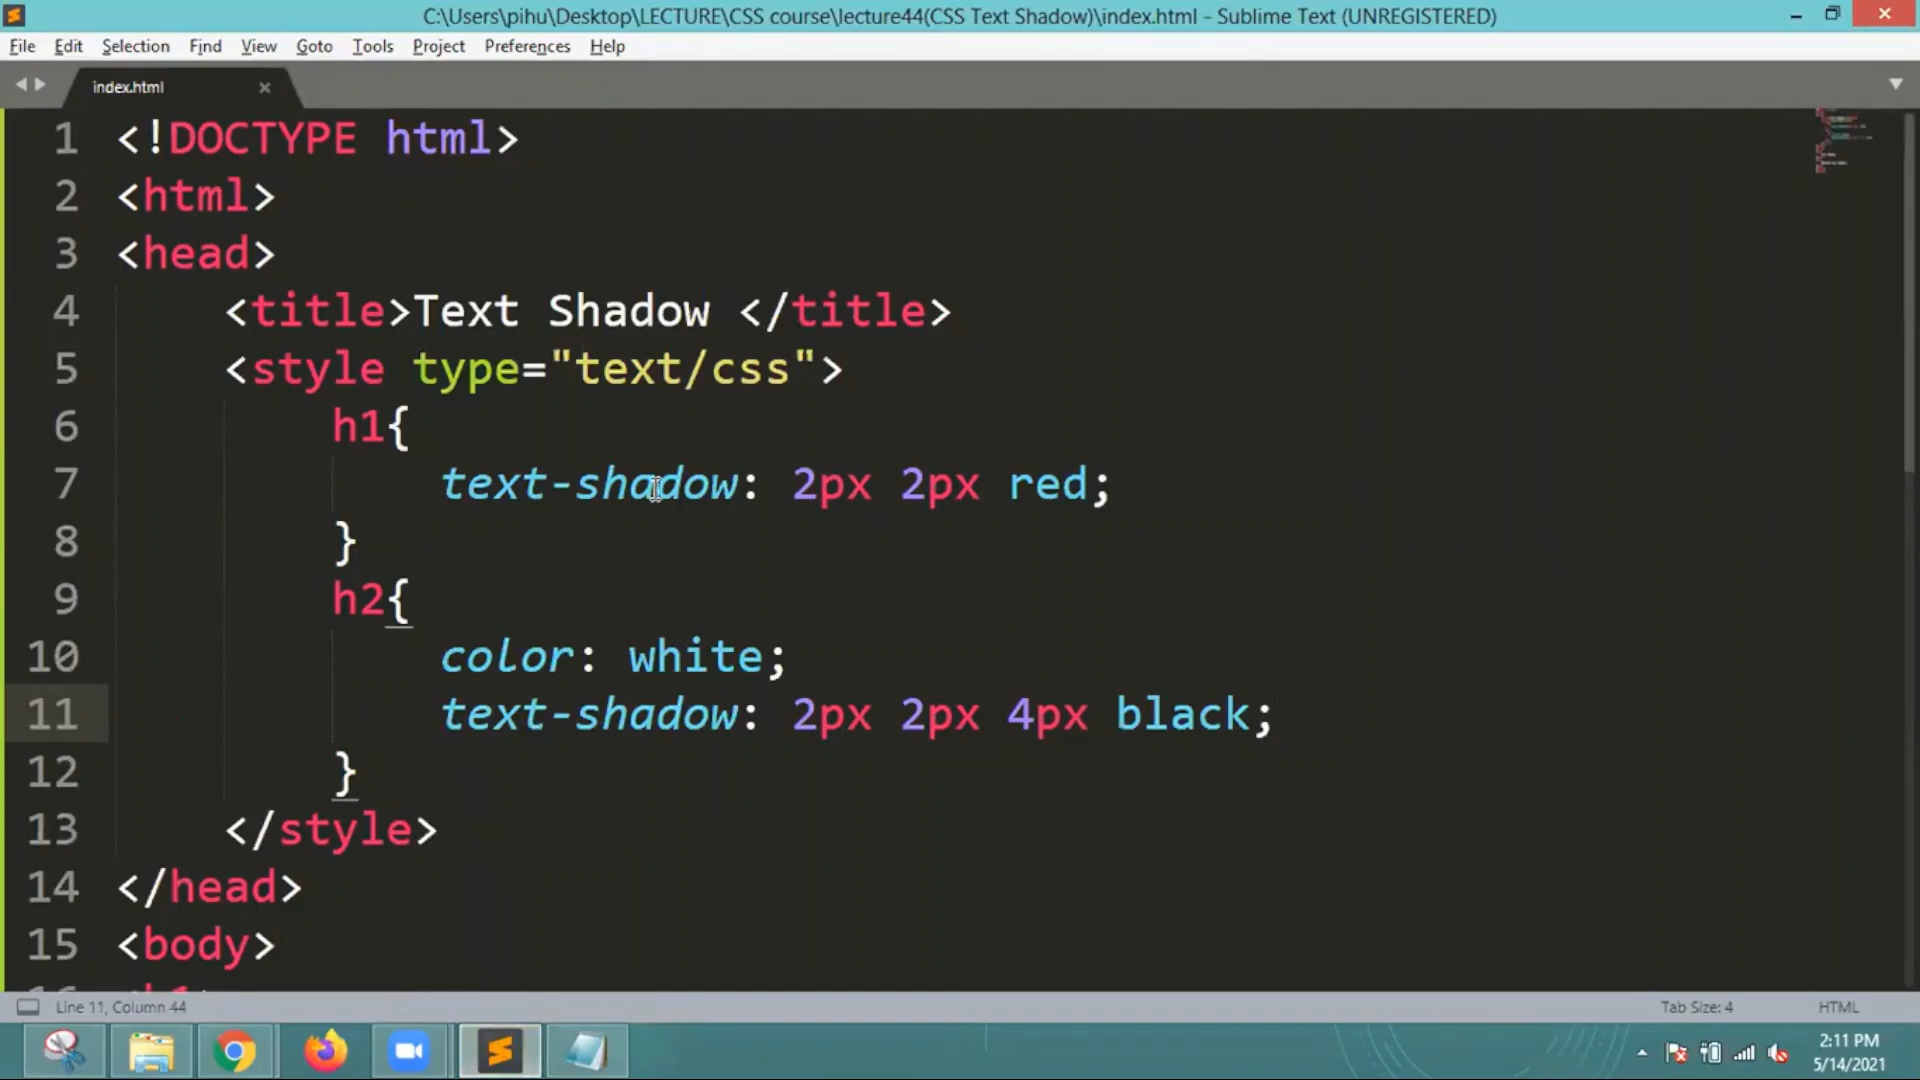 C:\Users\pihu\Desktop\LECTURE\CSS course\lecture44(CSS Text Shadow)\index.html - Sublime Text (UNREGISTERED)
File Edit Selection Find Goto Tools Project Preferences Help
index.html
1 <!DOCTYPE html>
2 <html>
3 <head>
4 <title>Text Shadow </title>
5 <style type="text/css">
6 h1{
7 text-shadow: 2px 2px red;
8 }
9 h2{
10 color: white;
11 text-shadow: 2px 2px 4px black;
12 }
13 </style>
14 </head>
15 <body>
Line 11, Column 44 Tab Size: 4 HTML
2:11 PM
5/14/2021